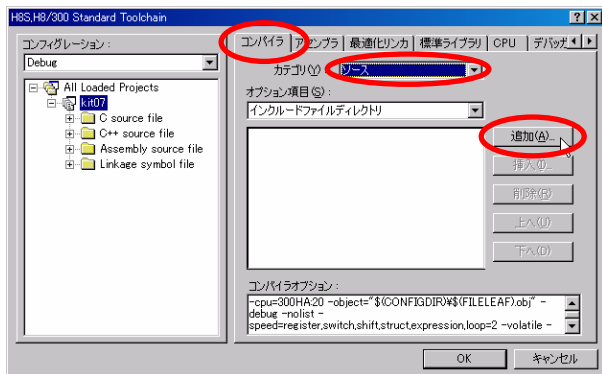 H8S,H8/300 Standard Toolchain
コンフィグレーション :
Debug
All Loaded Projects
kit07
C source file
C++ source file
Assembly source file
Linkage symbol file
コンパイラ アセンブラ 最適化リンカ 標準ライブラリ CPU デバッガ
カテゴリ(Y) : ソース
オプション項目(S) :
インクルードファイルディレクトリ
追加(A)...
挿入(I)...
削除(R)
上へ(U)
下へ(D)
コンパイラオプション :
-cpu=300HA:20 -object="$(CONFIGDIR)¥$(FILELEAF).obj" -
debug -nolist -
speed=register,switch,shift,struct,expression,loop=2 -volatile -
OK キャンセル